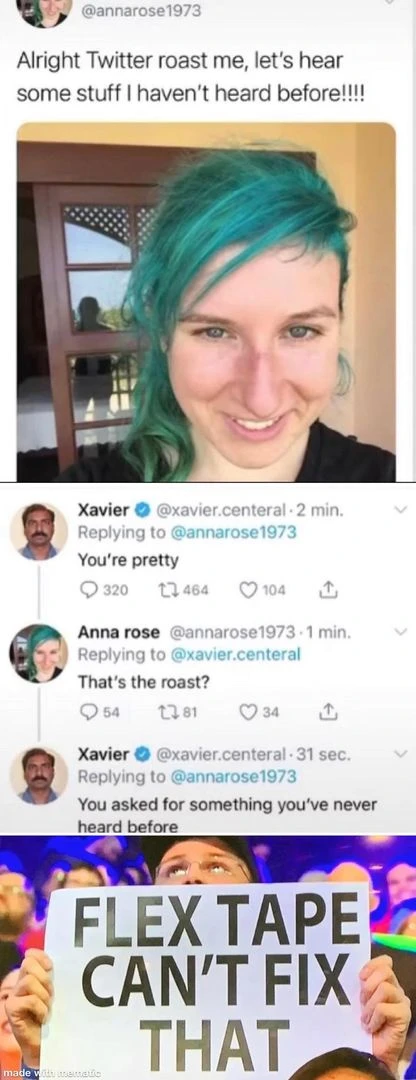 @annarose1973
Alright Twitter roast me, let's hear
some stuff I haven't heard before!!!!
Xavier @xavier.centeral · 2 min.
Replying to @annarose1973
You're pretty
320 464 104
Anna rose @annarose1973 · 1 min.
Replying to @xavier.centeral
That's the roast?
54 81 34
Xavier @xavier.centeral · 31 sec.
Replying to @annarose1973
You asked for something you've never
heard before
FLEX TAPE
CAN'T FIX
THAT
made with mematic